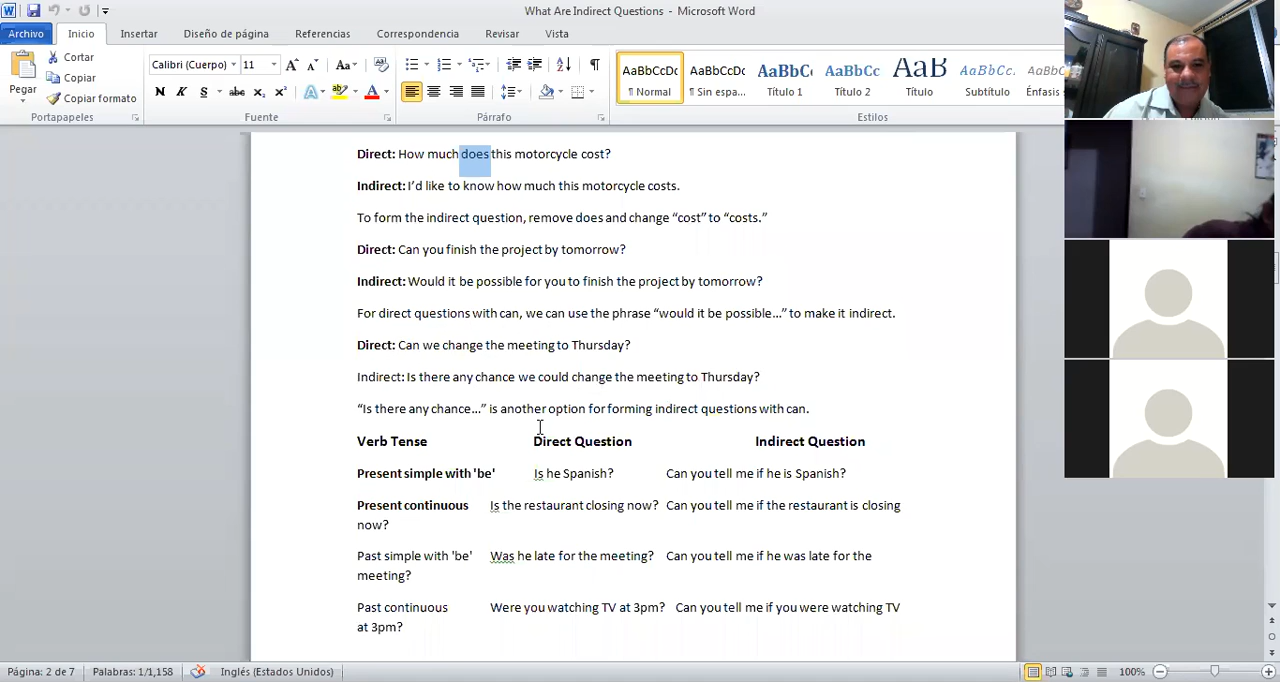 What Are Indirect Questions - Microsoft Word
Archivo Inicio Insertar Diseño de página Referencias Correspondencia Revisar Vista
Pegar
Cortar
Copiar
Copiar formato
Portapapeles
Calibri (Cuerpo) 11
Fuente
Párrafo
AaBbCcDc AaBbCcDc AaBbC AaBbCc AaB AaBbCc AaBbC
¶ Normal ¶ Sin espa... Título 1 Título 2 Título Subtítulo Énfasis
Estilos
Direct: How much does this motorcycle cost?
Indirect: I'd like to know how much this motorcycle costs.
To form the indirect question, remove does and change “cost” to “costs.”
Direct: Can you finish the project by tomorrow?
Indirect: Would it be possible for you to finish the project by tomorrow?
For direct questions with can, we can use the phrase “would it be possible…” to make it indirect.
Direct: Can we change the meeting to Thursday?
Indirect: Is there any chance we could change the meeting to Thursday?
“Is there any chance…” is another option for forming indirect questions with can.
Verb Tense Direct Question Indirect Question
Present simple with 'be' Is he Spanish? Can you tell me if he is Spanish?
Present continuous Is the restaurant closing now? Can you tell me if the restaurant is closing
now?
Past simple with 'be' Was he late for the meeting? Can you tell me if he was late for the
meeting?
Past continuous Were you watching TV at 3pm? Can you tell me if you were watching TV
at 3pm?
Página: 2 de 7 Palabras: 1/1,158 Inglés (Estados Unidos) 100%